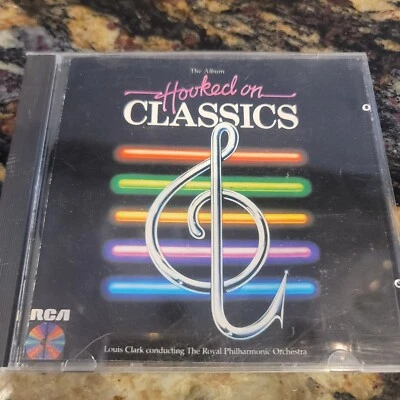 The Album
Hooked on
CLASSICS
RCA
Louis Clark conducting The Royal Philharmonic Orchestra